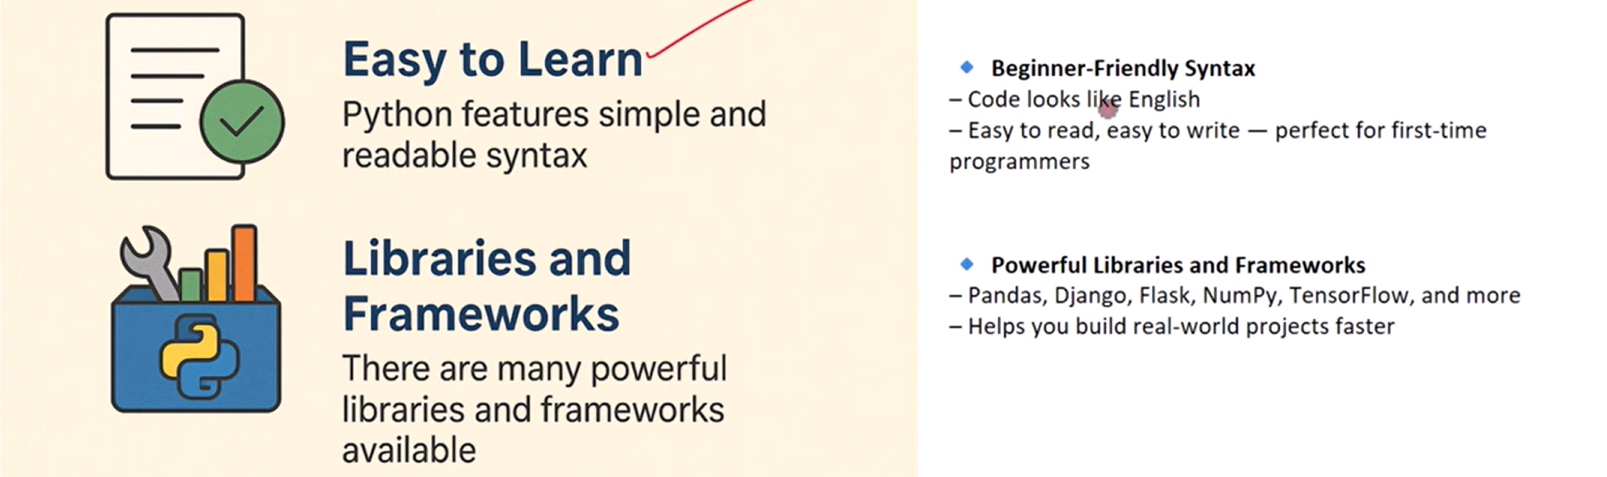 Easy to Learn
Python features simple and
readable syntax
Libraries and
Frameworks
There are many powerful
libraries and frameworks
available
Beginner-Friendly Syntax
– Code looks like English
– Easy to read, easy to write — perfect for first-time
programmers
Powerful Libraries and Frameworks
– Pandas, Django, Flask, NumPy, TensorFlow, and more
– Helps you build real-world projects faster